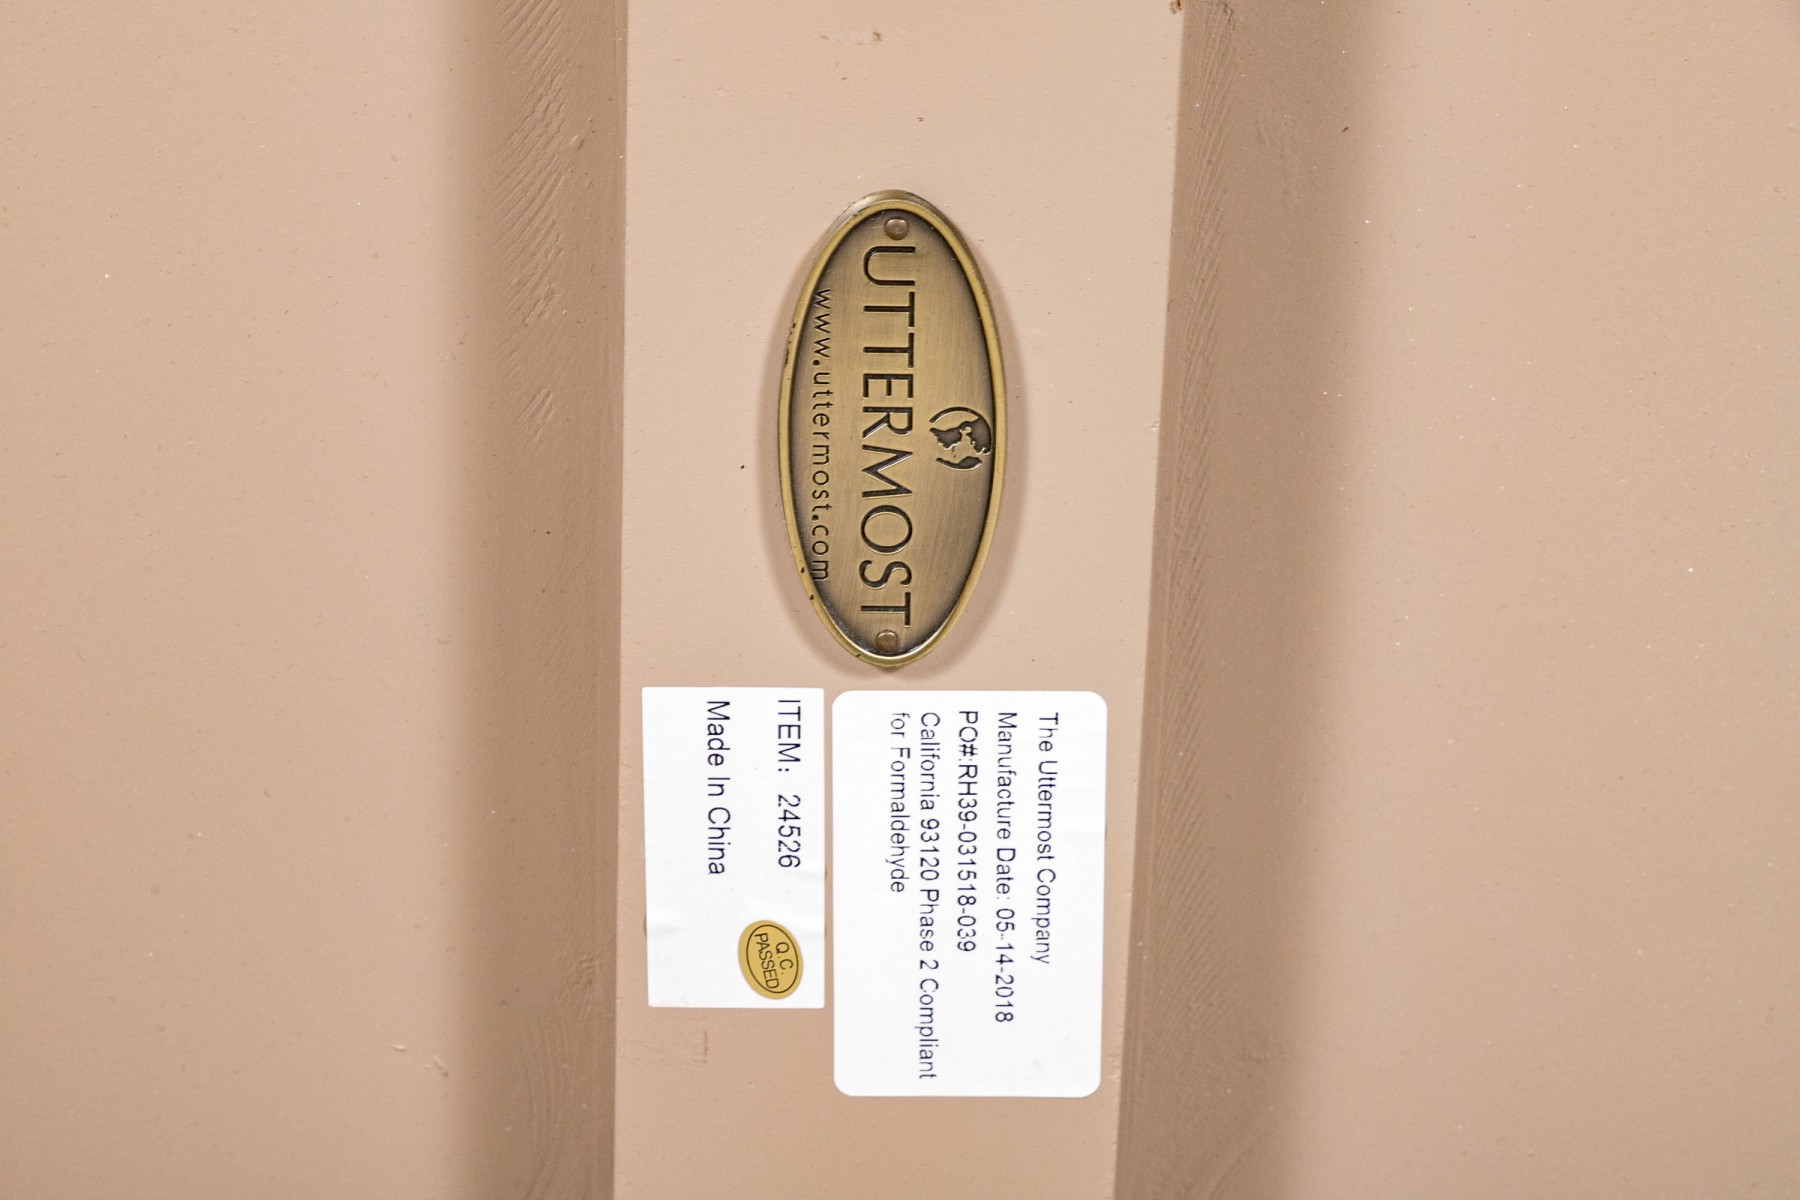 UTTERMOST
www.uttermost.com
The Uttermost Company
Manufacture Date: 05-14-2018
PO#:RH39-031518-039
California 93120 Phase 2 Compliant
for Formaldehyde
ITEM: 24526
Made In China
Q.C.
PASSED